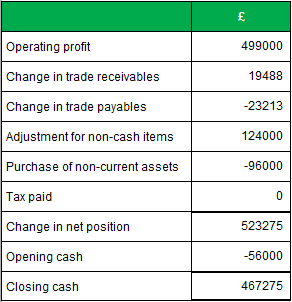 £
Operating profit 499000
Change in trade receivables 19488
Change in trade payables -23213
Adjustment for non-cash items 124000
Purchase of non-current assets -96000
Tax paid 0
Change in net position 523275
Opening cash -56000
Closing cash 467275